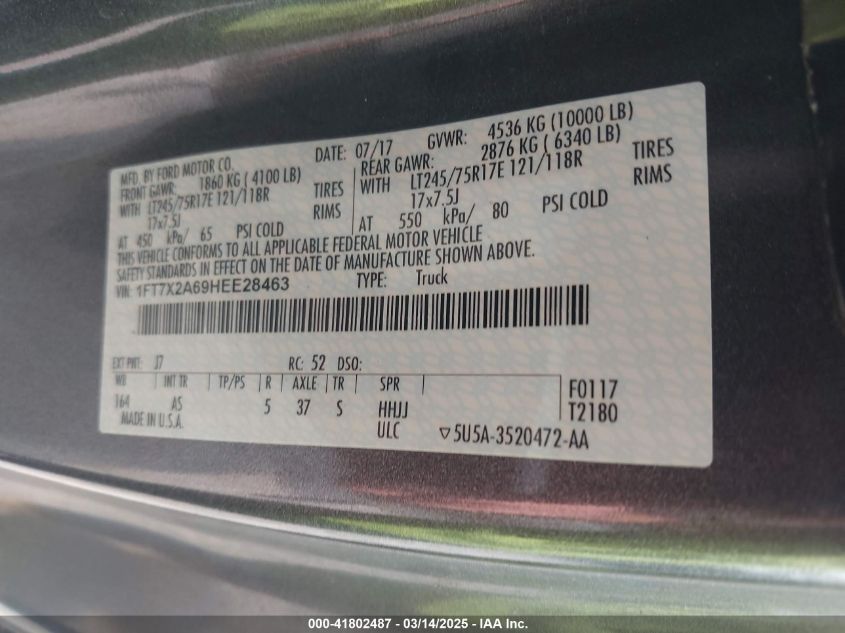 MFD. BY FORD MOTOR CO.
DATE: 07/17 GVWR: 4536 KG (10000 LB)
FRONT GAWR: 1860 KG ( 4100 LB)
REAR GAWR: 2876 KG ( 6340 LB)
WITH LT245/75R17E 121/118R TIRES
WITH LT245/75R17E 121/118R TIRES
17x7.5J RIMS
17x7.5J RIMS
AT 450 kPa/ 65 PSI COLD
AT 550 kPa/ 80 PSI COLD
THIS VEHICLE CONFORMS TO ALL APPLICABLE FEDERAL MOTOR VEHICLE
SAFETY STANDARDS IN EFFECT ON THE DATE OF MANUFACTURE SHOWN ABOVE.
VIN: 1FT7X2A69HEE28463 TYPE: Truck
EXT PNT: J7 RC: 52 DSO:
WB INT TR TP/PS R AXLE TR SPR
164 AS 5 37 S HHJJ
F0117
T2180
MADE IN U.S.A. ULC
▽5U5A-3520472-AA
000-41802487 - 03/14/2025 - IAA Inc.